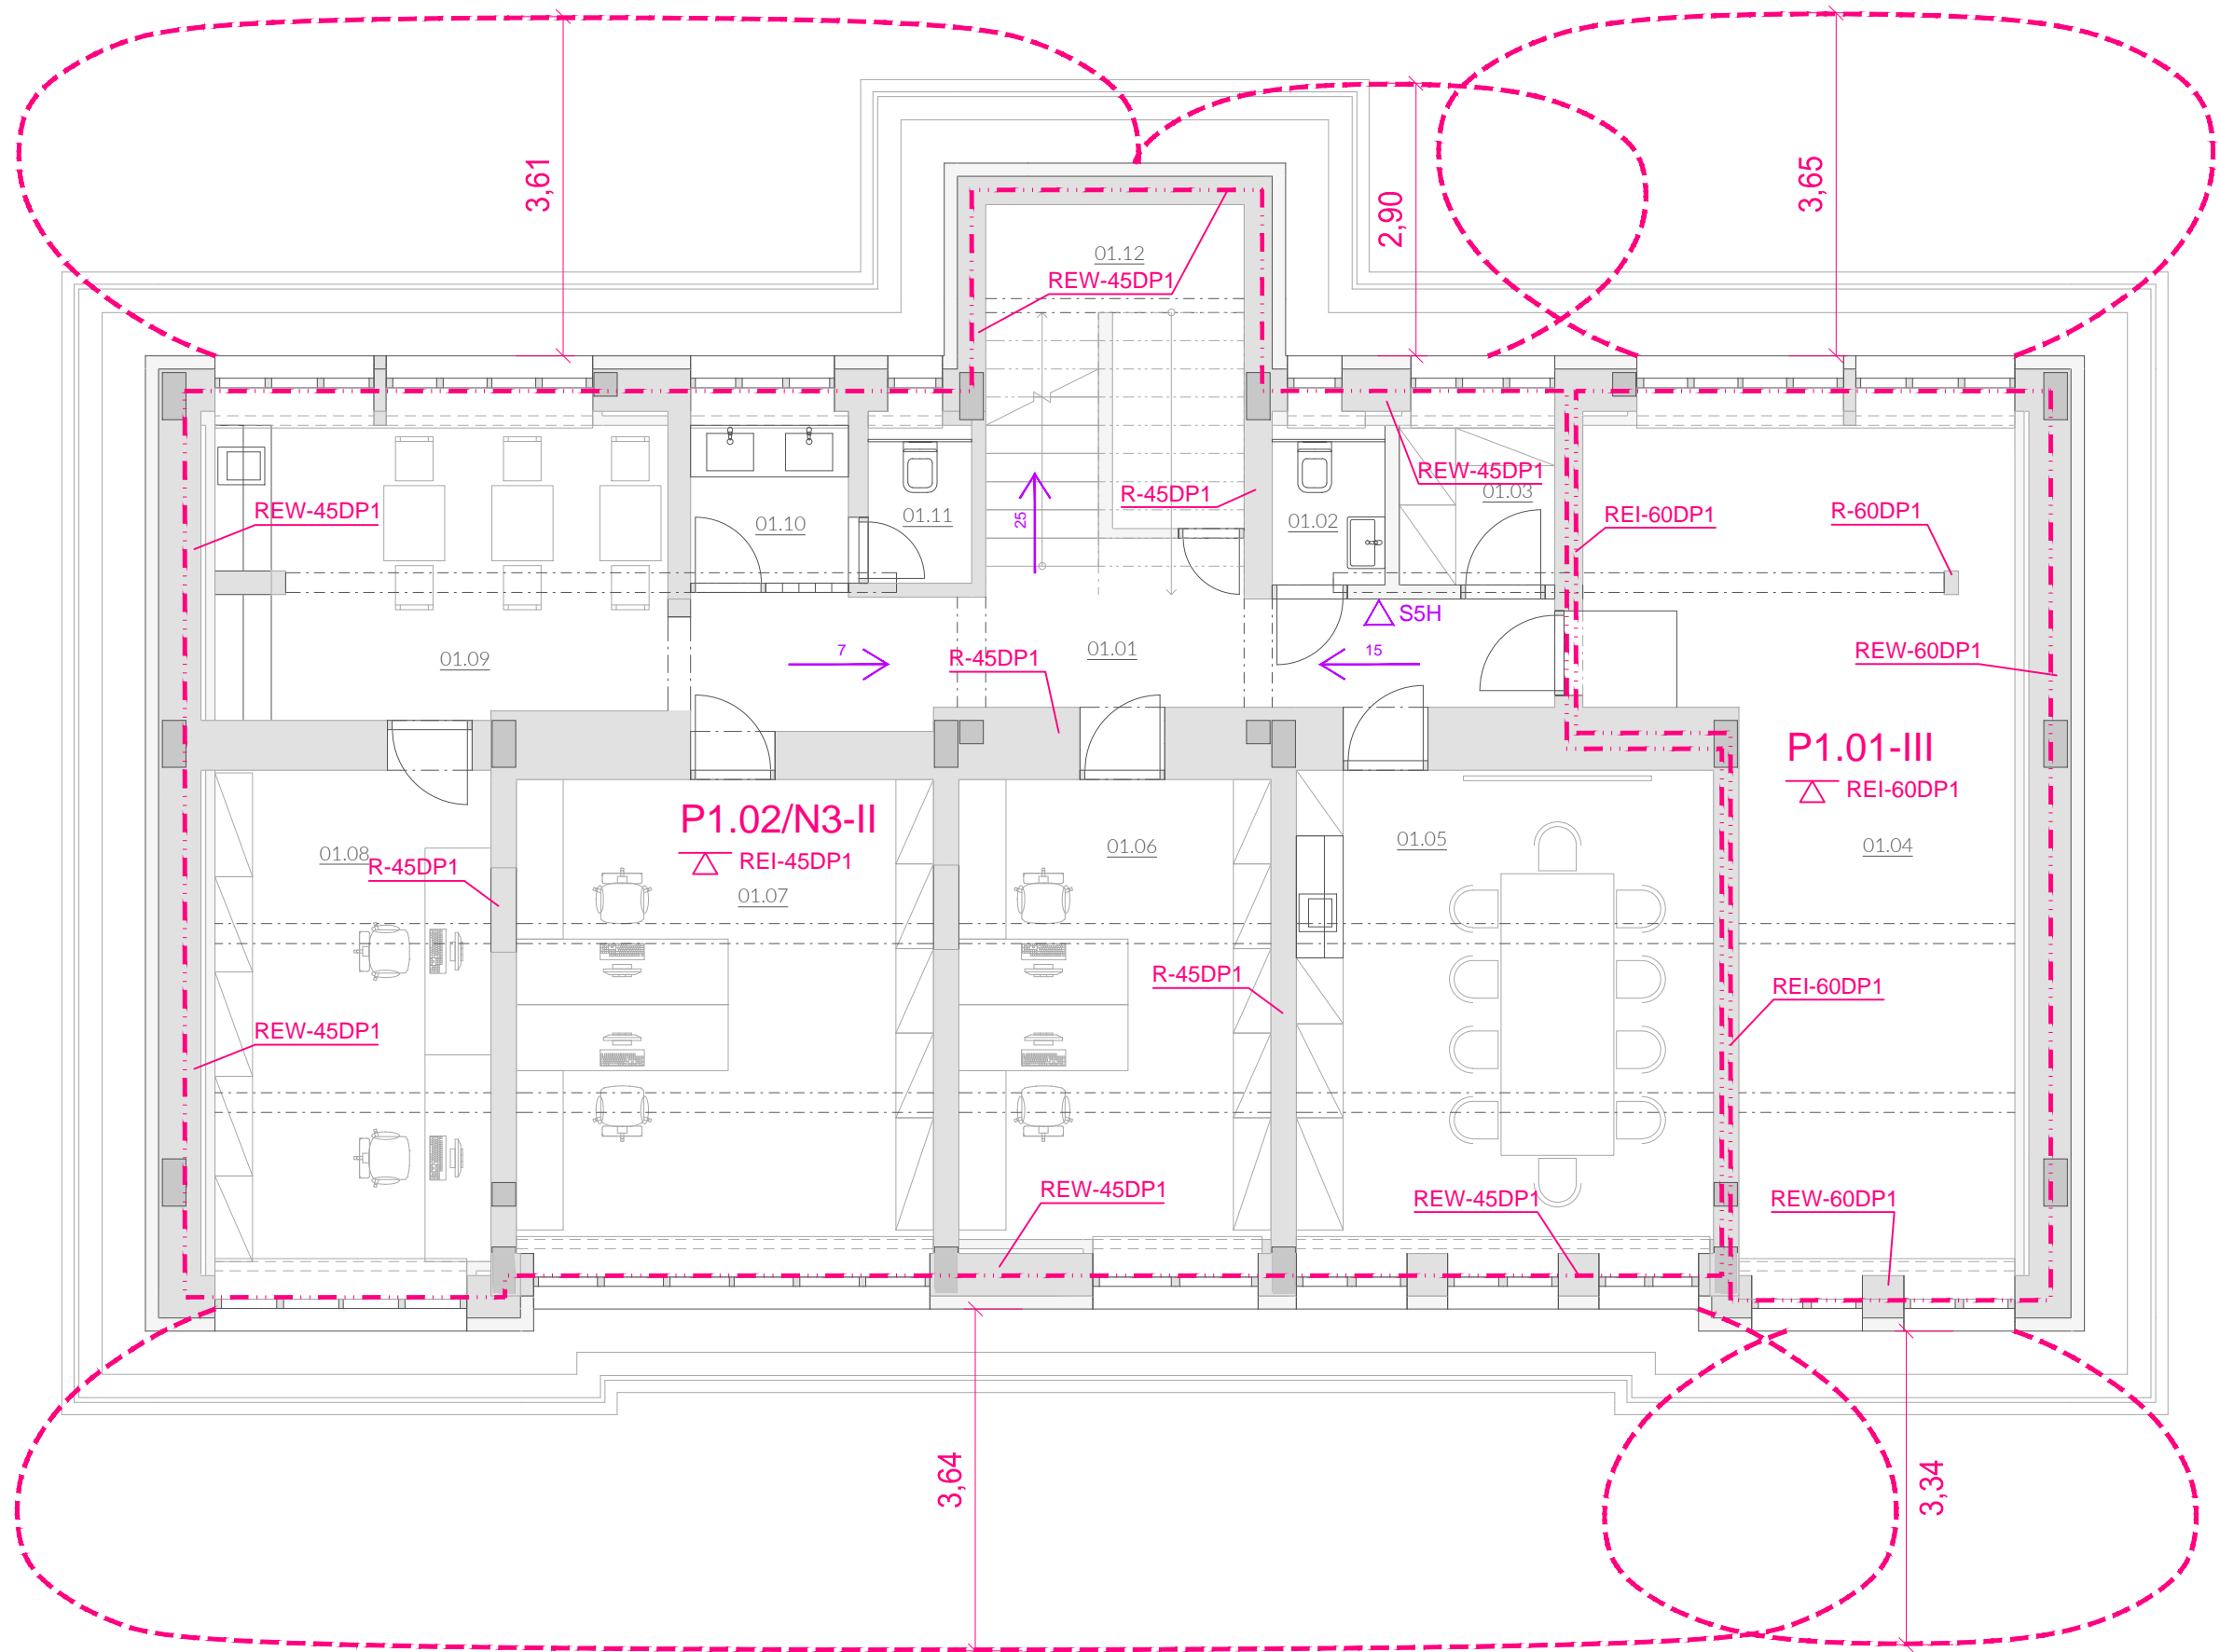 3,61
3,65
2,90
01.12
REW-45DP1
REW-45DP1
01.03
R-45DP1
REW-45DP1
REI-60DP1
R-60DP1
25
01.10
01.11
01.02
S5H
7
01.01
15
01.09
R-45DP1
REW-60DP1
P1.01-III
REI-60DP1
P1.02/N3-II
REI-45DP1
01.08
R-45DP1
01.07
01.06
01.05
01.04
R-45DP1
REI-60DP1
REW-45DP1
REW-45DP1
REW-45DP1
REW-60DP1
3,64
3,34